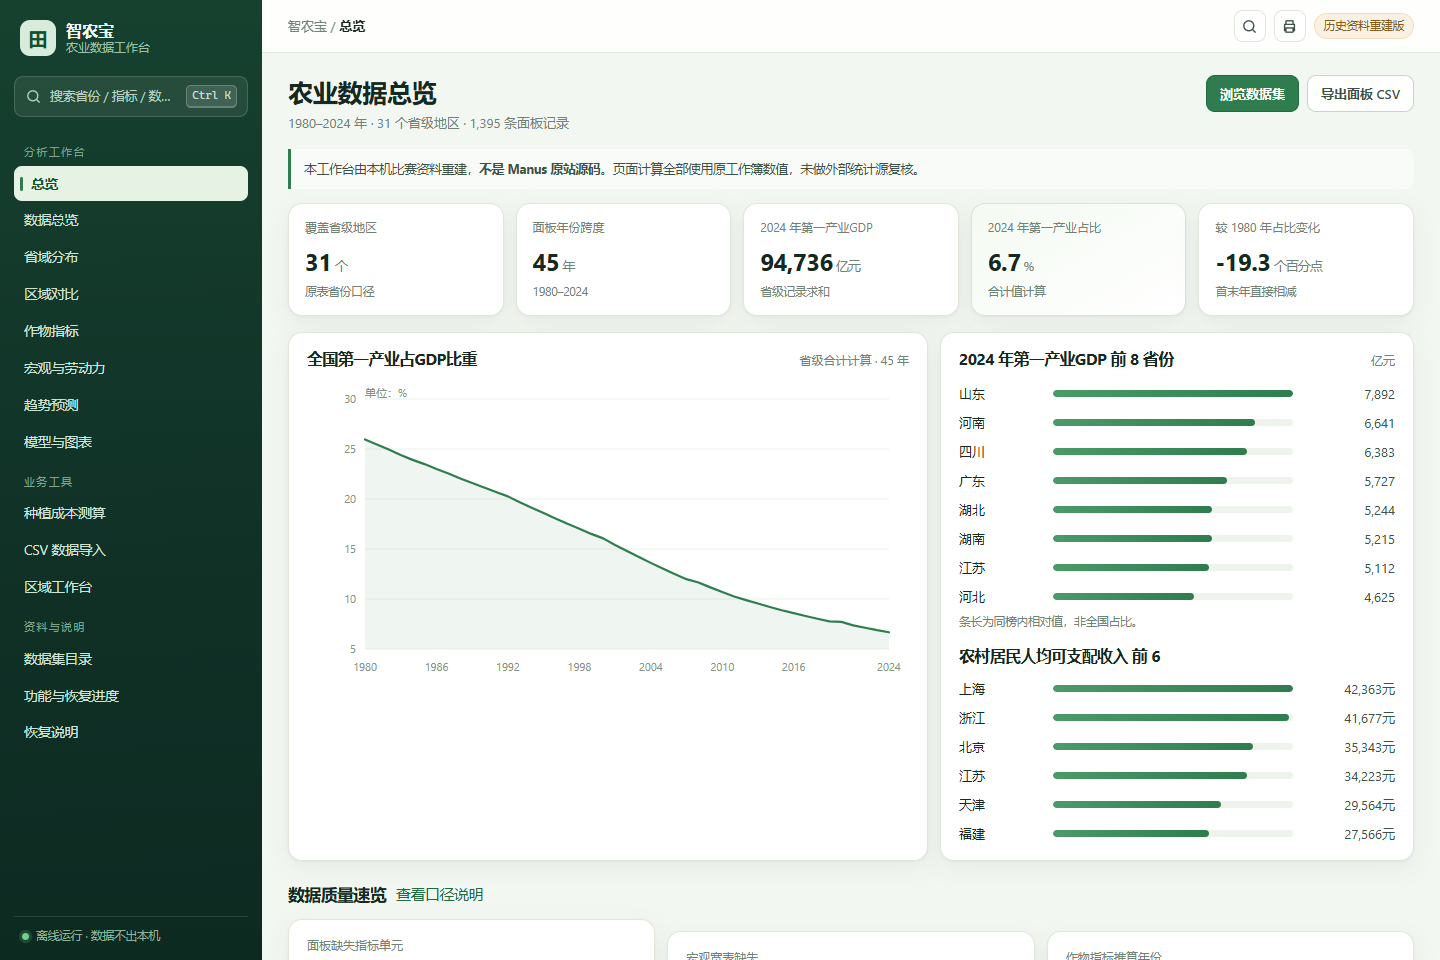 田
智农宝
农业数据工作台
搜索省份 / 指标 / 数...
Ctrl K
分析工作台
总览
数据总览
省域分布
区域对比
作物指标
宏观与劳动力
趋势预测
模型与图表
业务工具
种植成本测算
CSV 数据导入
区域工作台
资料与说明
数据集目录
功能与恢复进度
恢复说明
离线运行 · 数据不出本机
智农宝 / 总览
历史资料重建版
农业数据总览
1980–2024 年 · 31 个省级地区 · 1,395 条面板记录
浏览数据集
导出面板 CSV
本工作台由本机比赛资料重建，不是 Manus 原站源码。页面计算全部使用原工作簿数值，未做外部统计源复核。
覆盖省级地区
31 个
原表省份口径
面板年份跨度
45 年
1980–2024
2024 年第一产业GDP
94,736 亿元
省级记录求和
2024 年第一产业占比
6.7 %
合计值计算
较 1980 年占比变化
-19.3 个百分点
首末年直接相减
全国第一产业占GDP比重
省级合计计算 · 45 年
单位：%
30
25
20
15
10
5
1980 1986 1992 1998 2004 2010 2016 2024
2024 年第一产业GDP 前 8 省份
亿元
山东 7,892
河南 6,641
四川 6,383
广东 5,727
湖北 5,244
湖南 5,215
江苏 5,112
河北 4,625
条长为同榜内相对值，非全国占比。
农村居民人均可支配收入 前 6
上海 42,363元
浙江 41,677元
北京 35,343元
江苏 34,223元
天津 29,564元
福建 27,566元
数据质量速览 查看口径说明
面板缺失指标单元
宏观宽表缺失
作物指标推算年份